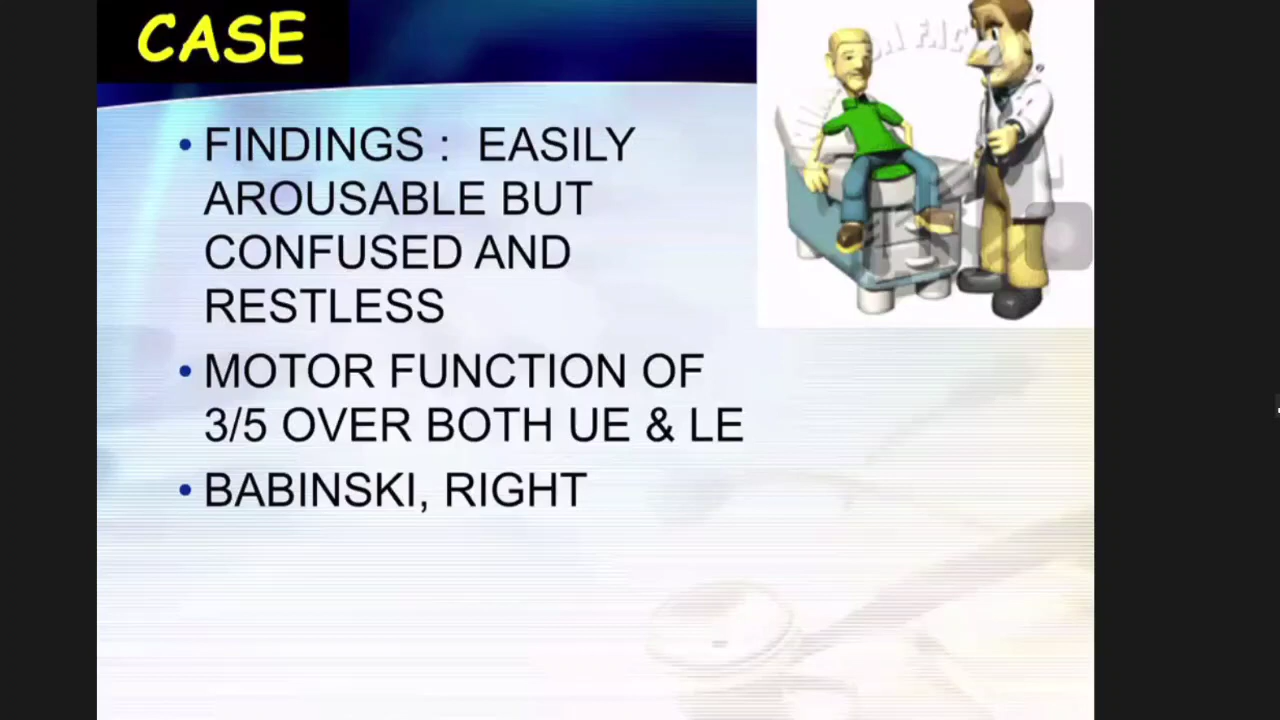 CASE
• FINDINGS : EASILY
AROUSABLE BUT
CONFUSED AND
RESTLESS
• MOTOR FUNCTION OF
3/5 OVER BOTH UE & LE
• BABINSKI, RIGHT